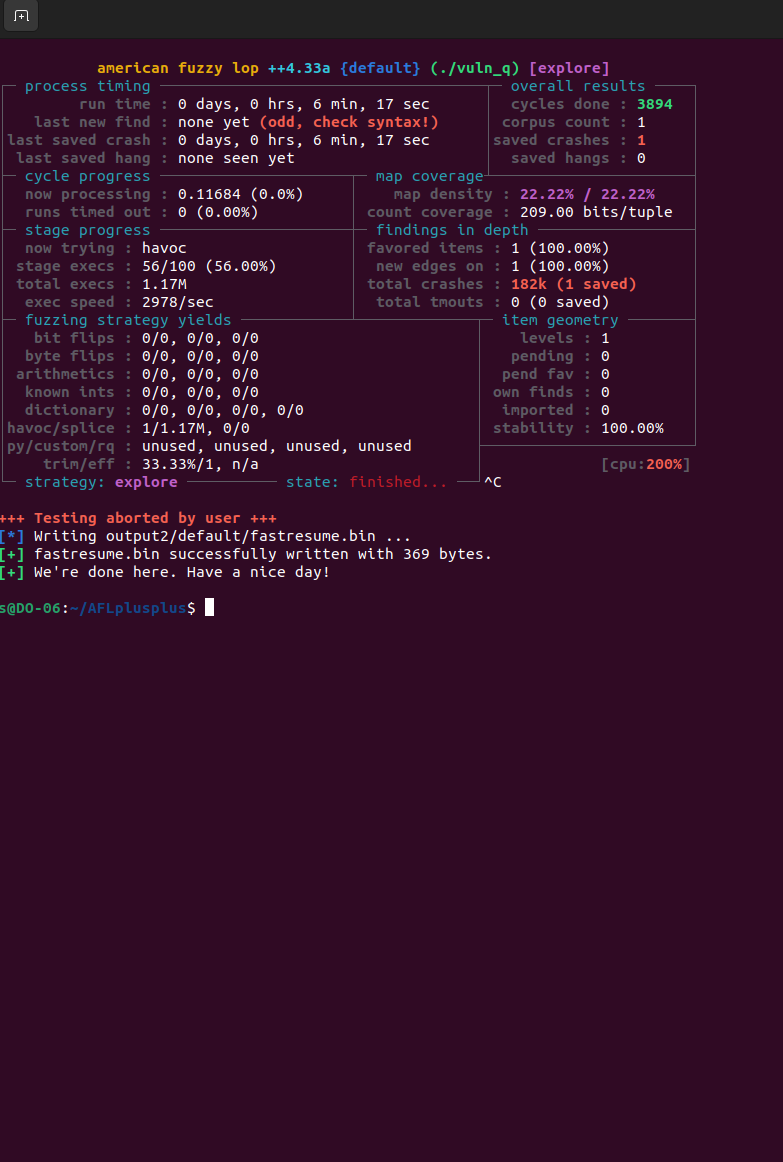 american fuzzy lop ++4.33a {default} (./vuln_q) [explore]
process timing overall results
run time : 0 days, 0 hrs, 6 min, 17 sec cycles done : 3894
last new find : none yet (odd, check syntax!) corpus count : 1
last saved crash : 0 days, 0 hrs, 6 min, 17 sec saved crashes : 1
last saved hang : none seen yet saved hangs : 0
cycle progress map coverage
now processing : 0.11684 (0.0%) map density : 22.22% / 22.22%
runs timed out : 0 (0.00%) count coverage : 209.00 bits/tuple
stage progress findings in depth
now trying : havoc favored items : 1 (100.00%)
stage execs : 56/100 (56.00%) new edges on : 1 (100.00%)
total execs : 1.17M total crashes : 182k (1 saved)
exec speed : 2978/sec total tmouts : 0 (0 saved)
fuzzing strategy yields item geometry
bit flips : 0/0, 0/0, 0/0 levels : 1
byte flips : 0/0, 0/0, 0/0 pending : 0
arithmetics : 0/0, 0/0, 0/0 pend fav : 0
known ints : 0/0, 0/0, 0/0 own finds : 0
dictionary : 0/0, 0/0, 0/0, 0/0 imported : 0
havoc/splice : 1/1.17M, 0/0 stability : 100.00%
py/custom/rq : unused, unused, unused, unused
trim/eff : 33.33%/1, n/a [cpu:200%]
strategy: explore state: finished... ^C
+++ Testing aborted by user +++
[*] Writing output2/default/fastresume.bin ...
[+] fastresume.bin successfully written with 369 bytes.
[+] We're done here. Have a nice day!
s@DO-06:~/AFLplusplus$